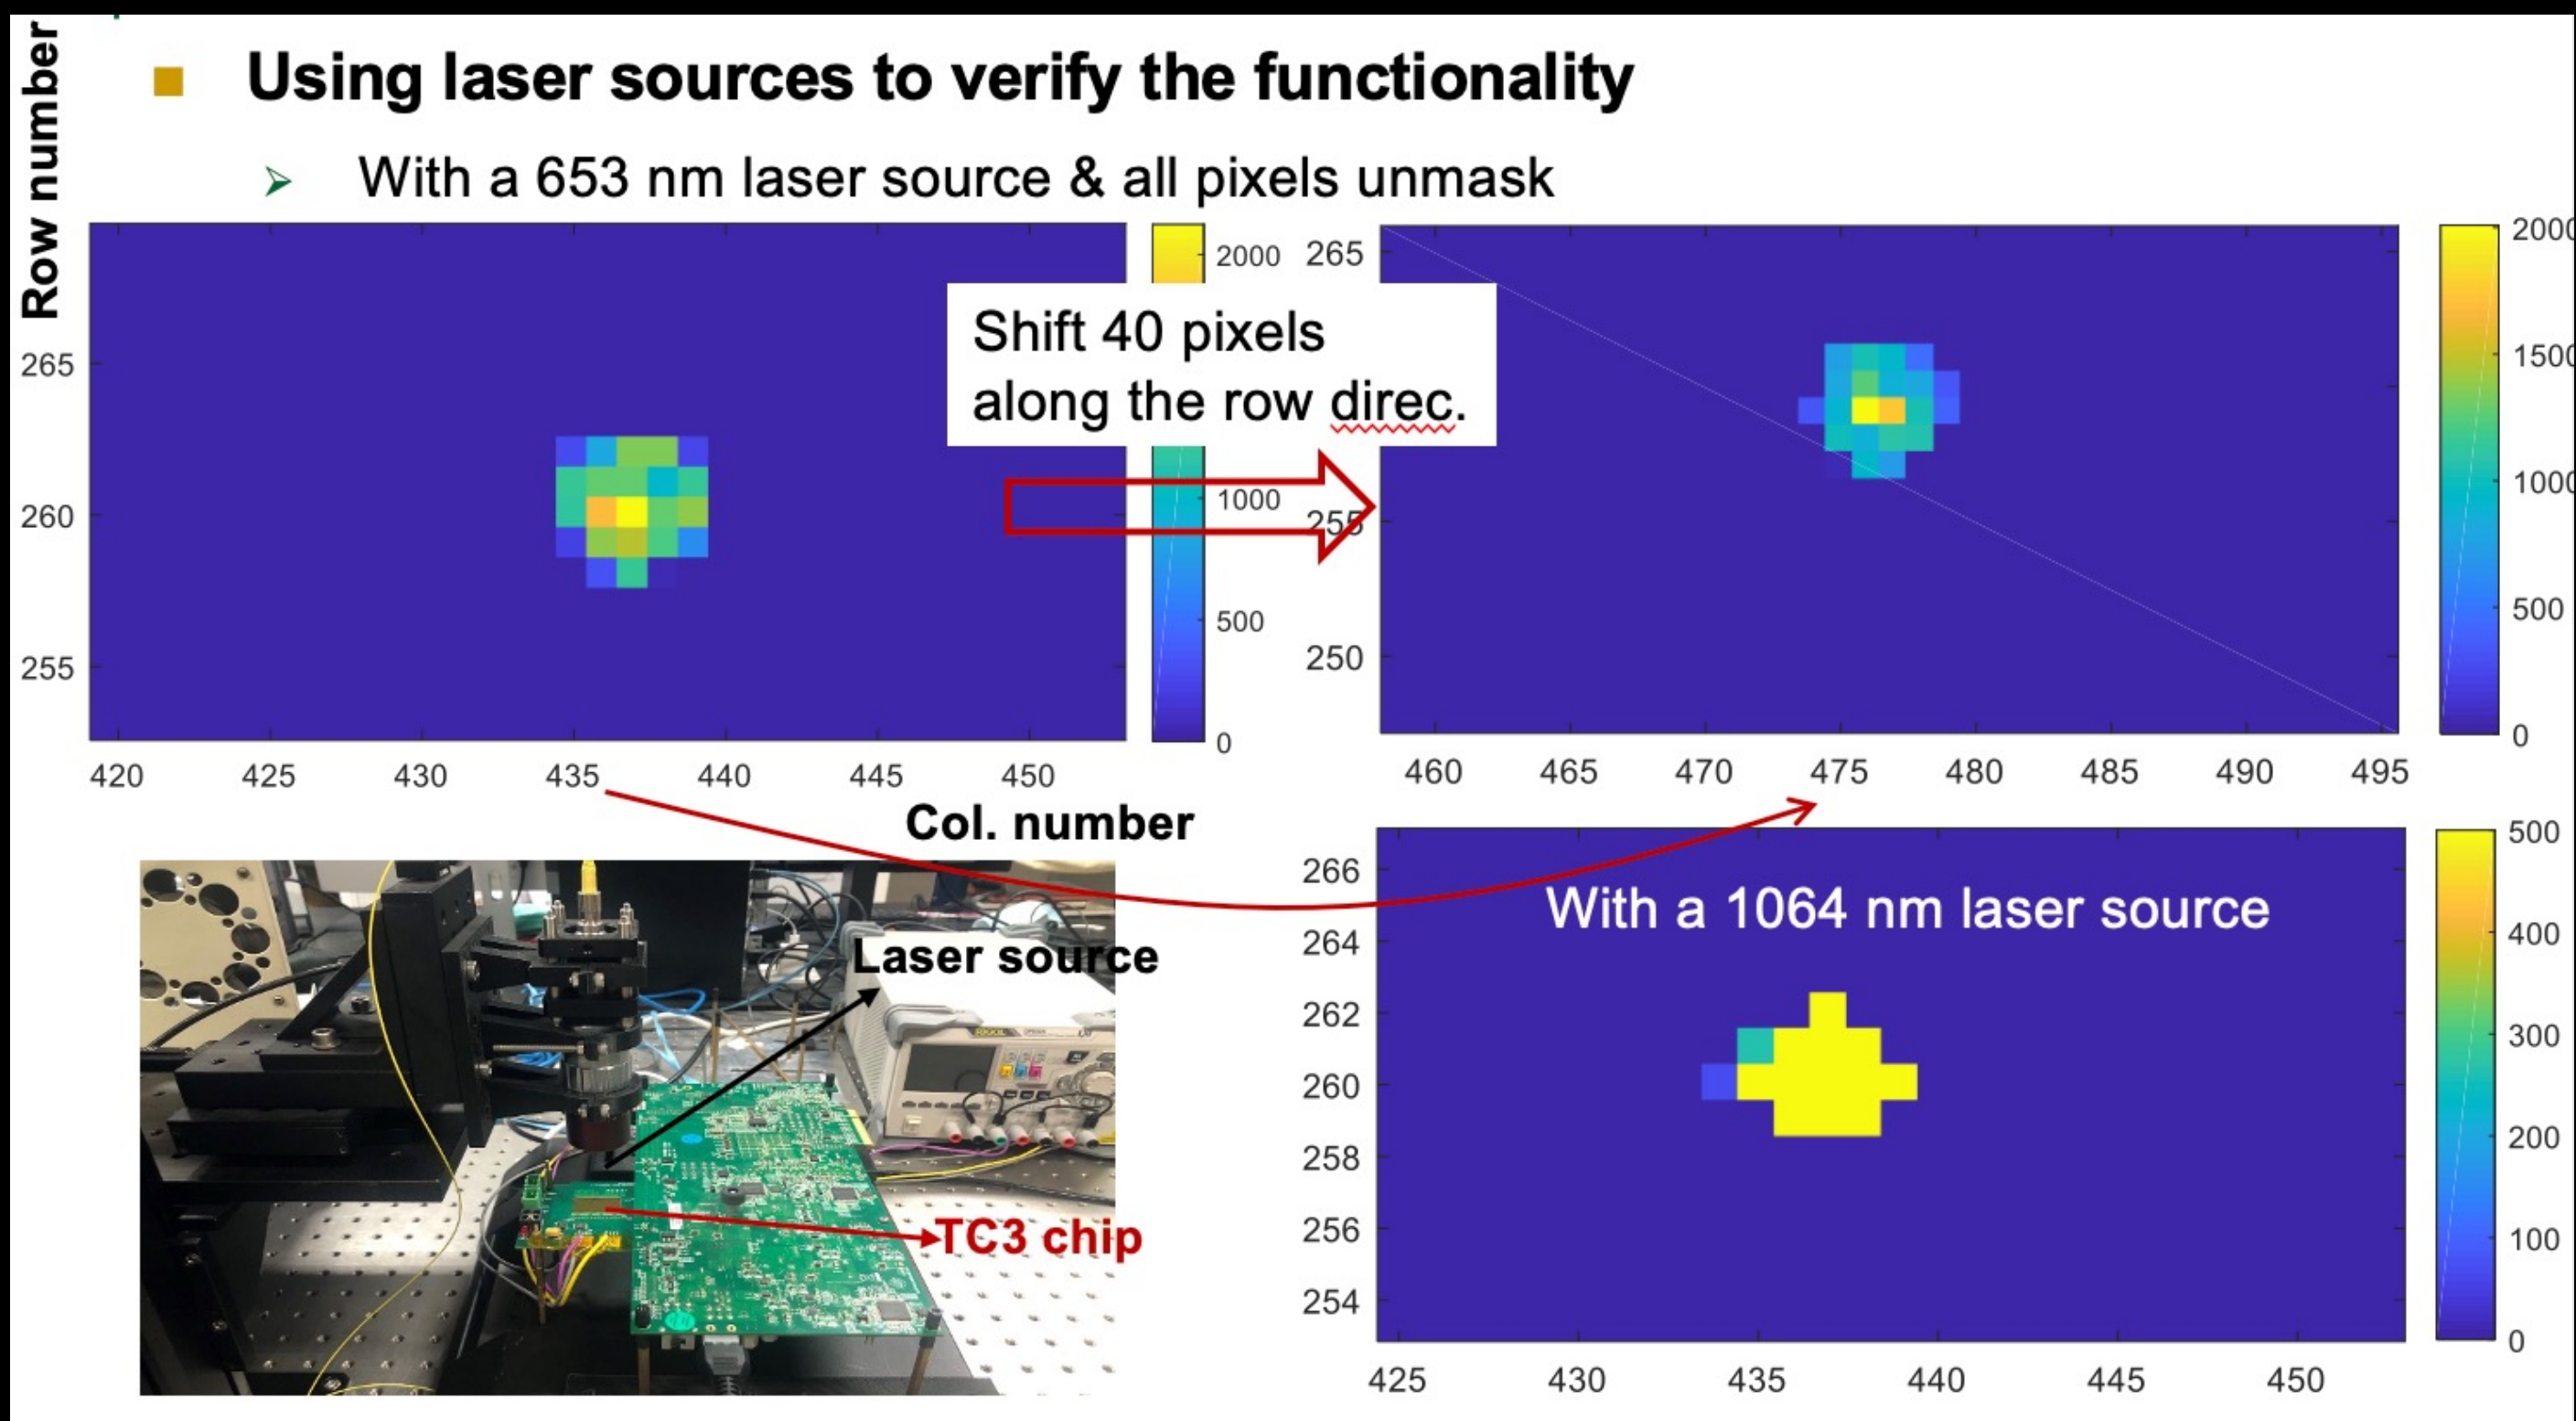 Using laser sources to verify the functionality
With a 653 nm laser source & all pixels unmask
Row number
265
260
255
420 425 430 435 440 445 450
2000
1000
500
0
Shift 40 pixels
along the row direc.
265
255
250
460 465 470 475 480 485 490 495
2000
1500
1000
500
0
Col. number
Laser source
RIGOL
TC3 chip
With a 1064 nm laser source
266
264
262
260
258
256
254
425 430 435 440 445 450
500
400
300
200
100
0